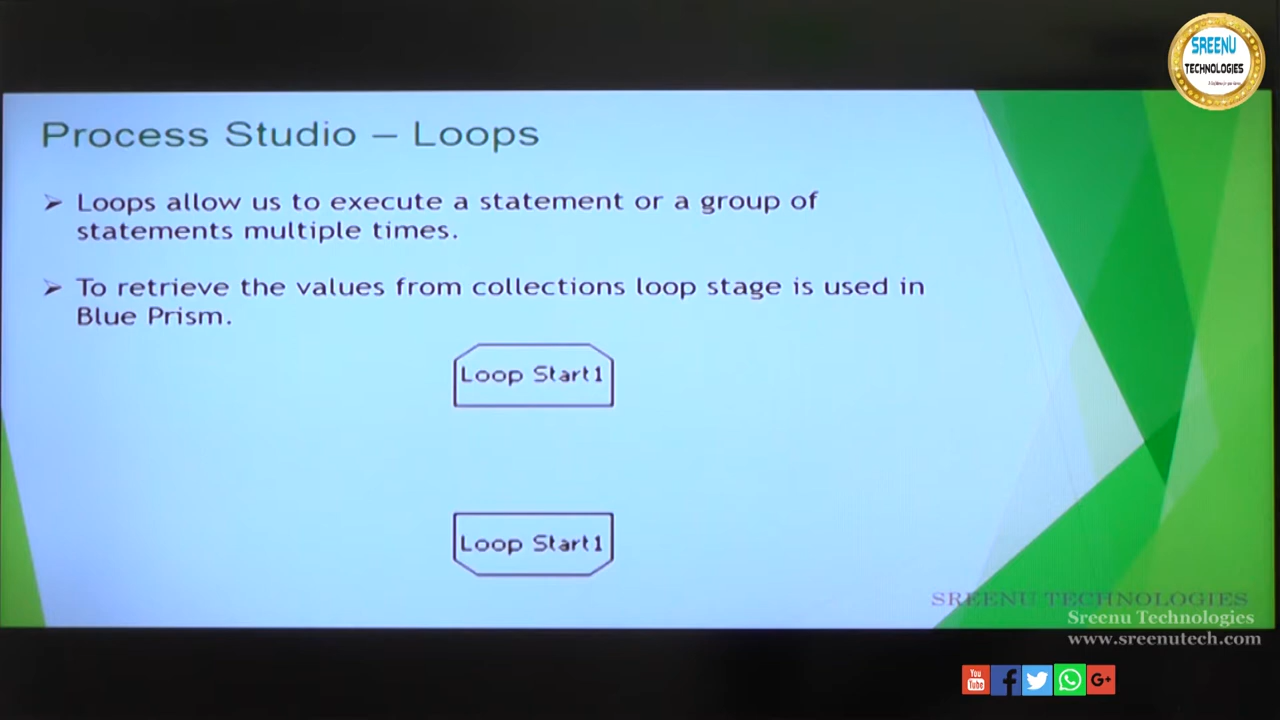 SREENU
TECHNOLOGIES
Process Studio – Loops
➢ Loops allow us to execute a statement or a group of
statements multiple times.
➢ To retrieve the values from collections loop stage is used in
Blue Prism.
Loop Start1
Loop Start1
SREENU TECHNOLOGIES
Sreenu Technologies
www.sreenutech.com
You
Tube
f
G+